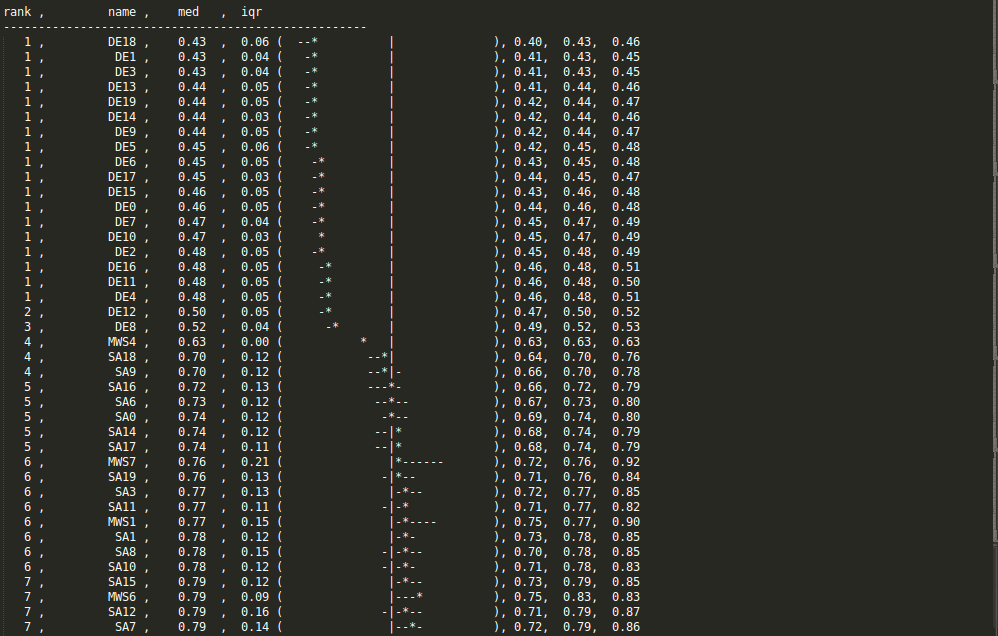 rank ,         name ,    med   ,  iqr
----------------------------------------------------
   1 ,         DE18 ,    0.43  ,  0.06 (  --*          |              ), 0.40,  0.43,  0.46
   1 ,          DE1 ,    0.43  ,  0.04 (   -*          |              ), 0.41,  0.43,  0.45
   1 ,          DE3 ,    0.43  ,  0.04 (   -*          |              ), 0.41,  0.43,  0.45
   1 ,         DE13 ,    0.44  ,  0.05 (   -*          |              ), 0.41,  0.44,  0.46
   1 ,         DE19 ,    0.44  ,  0.05 (   -*          |              ), 0.42,  0.44,  0.47
   1 ,         DE14 ,    0.44  ,  0.03 (   -*          |              ), 0.42,  0.44,  0.46
   1 ,          DE9 ,    0.44  ,  0.05 (   -*          |              ), 0.42,  0.44,  0.47
   1 ,          DE5 ,    0.45  ,  0.06 (   -*          |              ), 0.42,  0.45,  0.48
   1 ,          DE6 ,    0.45  ,  0.05 (    -*         |              ), 0.43,  0.45,  0.48
   1 ,         DE17 ,    0.45  ,  0.03 (    -*         |              ), 0.44,  0.45,  0.47
   1 ,         DE15 ,    0.46  ,  0.05 (    -*         |              ), 0.43,  0.46,  0.48
   1 ,          DE0 ,    0.46  ,  0.05 (    -*         |              ), 0.44,  0.46,  0.48
   1 ,          DE7 ,    0.47  ,  0.04 (    -*         |              ), 0.45,  0.47,  0.49
   1 ,         DE10 ,    0.47  ,  0.03 (     *         |              ), 0.45,  0.47,  0.49
   1 ,          DE2 ,    0.48  ,  0.05 (    -*         |              ), 0.45,  0.48,  0.49
   1 ,         DE16 ,    0.48  ,  0.05 (     -*        |              ), 0.46,  0.48,  0.51
   1 ,         DE11 ,    0.48  ,  0.05 (     -*        |              ), 0.46,  0.48,  0.50
   1 ,          DE4 ,    0.48  ,  0.05 (     -*        |              ), 0.46,  0.48,  0.51
   2 ,         DE12 ,    0.50  ,  0.05 (     -*        |              ), 0.47,  0.50,  0.52
   3 ,          DE8 ,    0.52  ,  0.04 (      -*       |              ), 0.49,  0.52,  0.53
   4 ,         MWS4 ,    0.63  ,  0.00 (           *   |              ), 0.63,  0.63,  0.63
   4 ,         SA18 ,    0.70  ,  0.12 (            --*|              ), 0.64,  0.70,  0.76
   4 ,          SA9 ,    0.70  ,  0.12 (            --*|-             ), 0.66,  0.70,  0.78
   5 ,         SA16 ,    0.72  ,  0.13 (            ---*-             ), 0.66,  0.72,  0.79
   5 ,          SA6 ,    0.73  ,  0.12 (             --*--            ), 0.67,  0.73,  0.80
   5 ,          SA0 ,    0.74  ,  0.12 (              -*--            ), 0.69,  0.74,  0.80
   5 ,         SA14 ,    0.74  ,  0.12 (             --|*             ), 0.68,  0.74,  0.79
   5 ,         SA17 ,    0.74  ,  0.11 (             --|*             ), 0.68,  0.74,  0.79
   6 ,         MWS7 ,    0.76  ,  0.21 (               |*------       ), 0.72,  0.76,  0.92
   6 ,         SA19 ,    0.76  ,  0.13 (              -|*--           ), 0.71,  0.76,  0.84
   6 ,          SA3 ,    0.77  ,  0.13 (               |-*--          ), 0.72,  0.77,  0.85
   6 ,         SA11 ,    0.77  ,  0.11 (              -|-*            ), 0.71,  0.77,  0.82
   6 ,         MWS1 ,    0.77  ,  0.15 (               |-*----        ), 0.75,  0.77,  0.90
   6 ,          SA1 ,    0.78  ,  0.12 (               |-*-           ), 0.73,  0.78,  0.85
   6 ,          SA8 ,    0.78  ,  0.15 (              -|-*--          ), 0.70,  0.78,  0.85
   6 ,         SA10 ,    0.78  ,  0.12 (              -|-*-           ), 0.71,  0.78,  0.83
   7 ,         SA15 ,    0.79  ,  0.12 (               |-*--          ), 0.73,  0.79,  0.85
   7 ,         MWS6 ,    0.79  ,  0.09 (               |---*          ), 0.75,  0.83,  0.83
   7 ,         SA12 ,    0.79  ,  0.16 (              -|-*--          ), 0.71,  0.79,  0.87
   7 ,          SA7 ,    0.79  ,  0.14 (               |--*-          ), 0.72,  0.79,  0.86